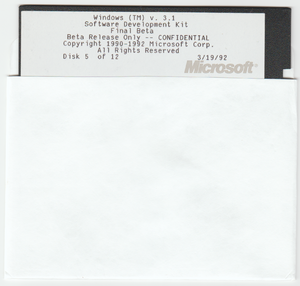 Windows (TM) v. 3.1
Software Development Kit
Final Beta
Beta Release Only -- CONFIDENTIAL
Copyright 1990-1992 Microsoft Corp.
All Rights Reserved
Disk 5 of 12 3/19/92
Microsoft